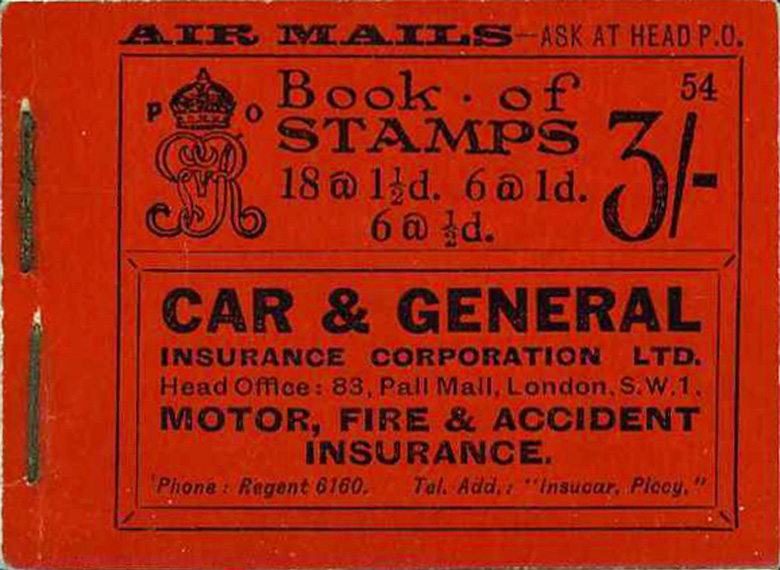 AIR MAILS—ASK AT HEAD P.O.
54
P O
GR
Book · of
STAMPS
3/-
18 @ 1½d. 6 @ 1d.
6 @ ½d.
CAR & GENERAL
INSURANCE CORPORATION LTD.
Head Office: 83, Pall Mall, London, S.W.1.
MOTOR, FIRE & ACCIDENT
INSURANCE.
'Phone: Regent 6160. Tel. Add.: "Insucar, Piccy."